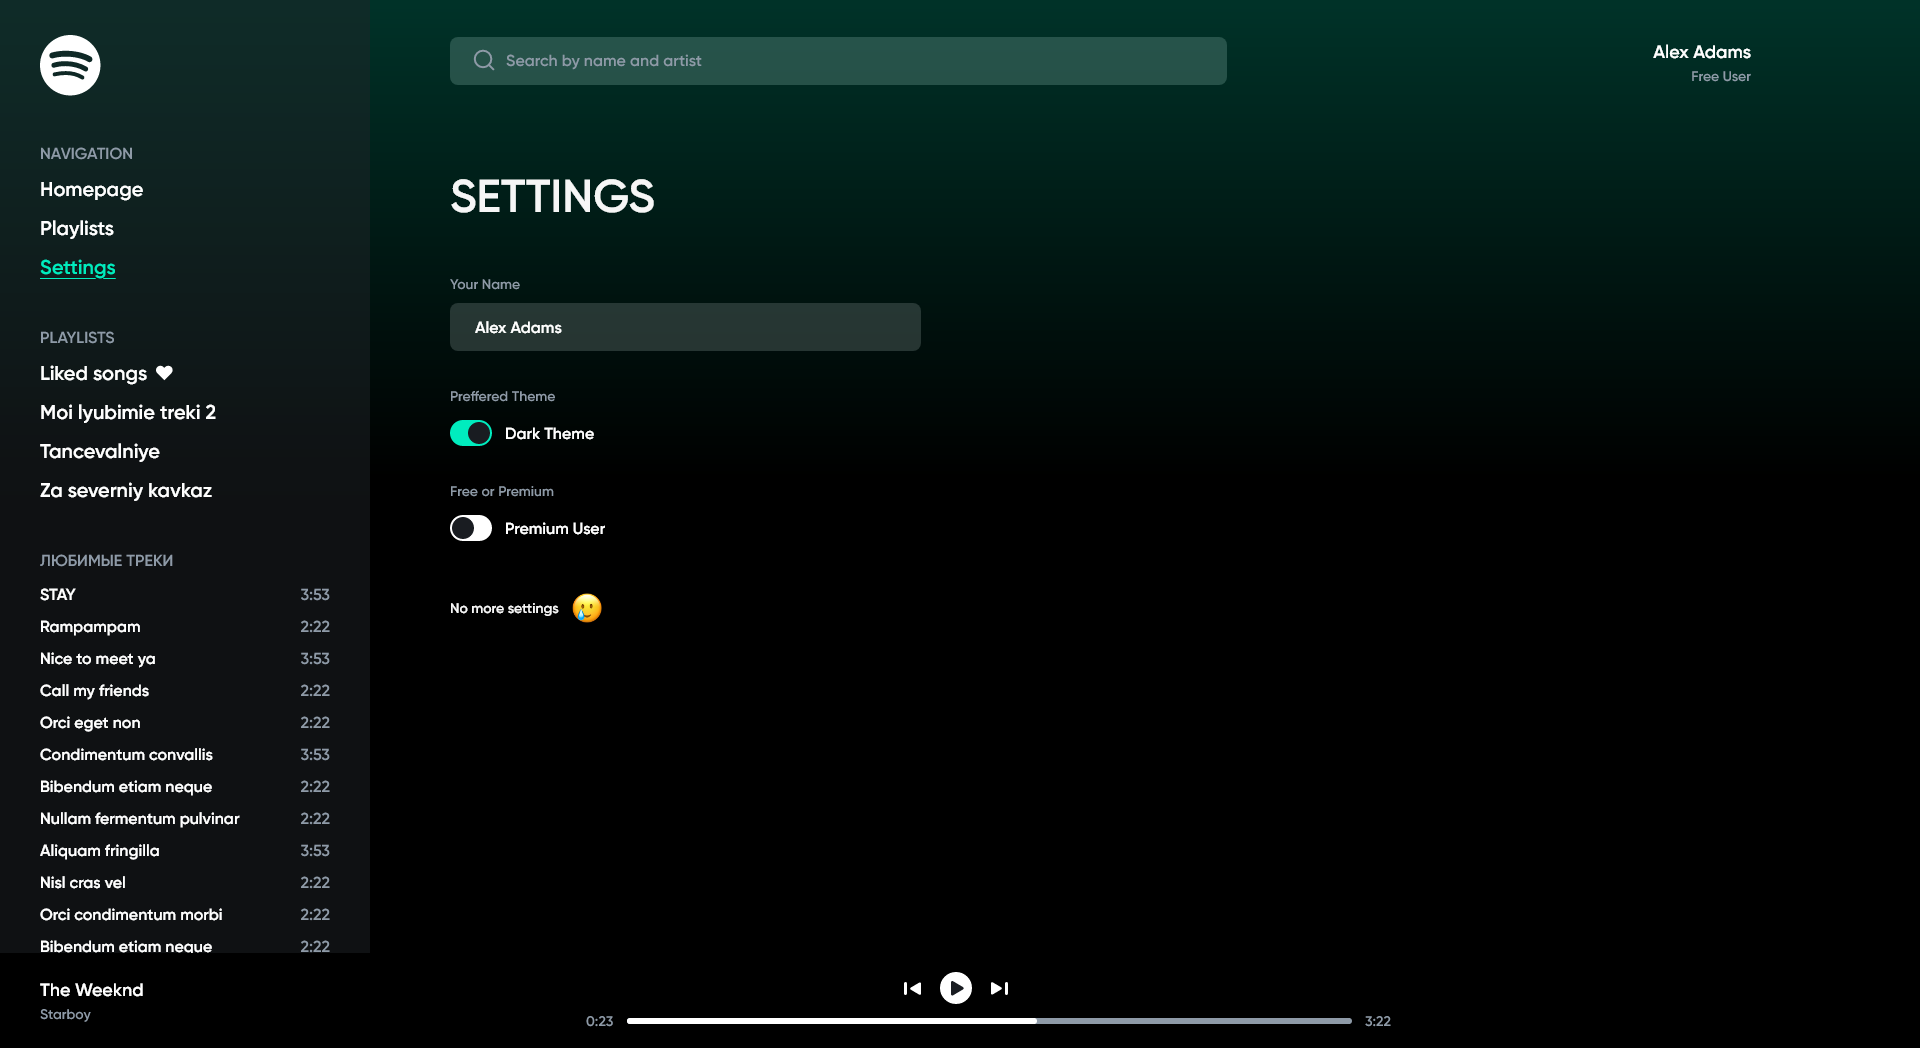 Search by name and artist
Alex Adams
Free User
NAVIGATION
Homepage
Playlists
Settings
PLAYLISTS
Liked songs
Moi lyubimie treki 2
Tancevalniye
Za severniy kavkaz
ЛЮБИМЫЕ ТРЕКИ
STAY 3:53
Rampampam 2:22
Nice to meet ya 3:53
Call my friends 2:22
Orci eget non 2:22
Condimentum convallis 3:53
Bibendum etiam neque 2:22
Nullam fermentum pulvinar 2:22
Aliquam fringilla 3:53
Nisl cras vel 2:22
Orci condimentum morbi 2:22
Bibendum etiam neque 2:22
SETTINGS
Your Name
Alex Adams
Preffered Theme
Dark Theme
Free or Premium
Premium User
No more settings
The Weeknd
Starboy
0:23
3:22